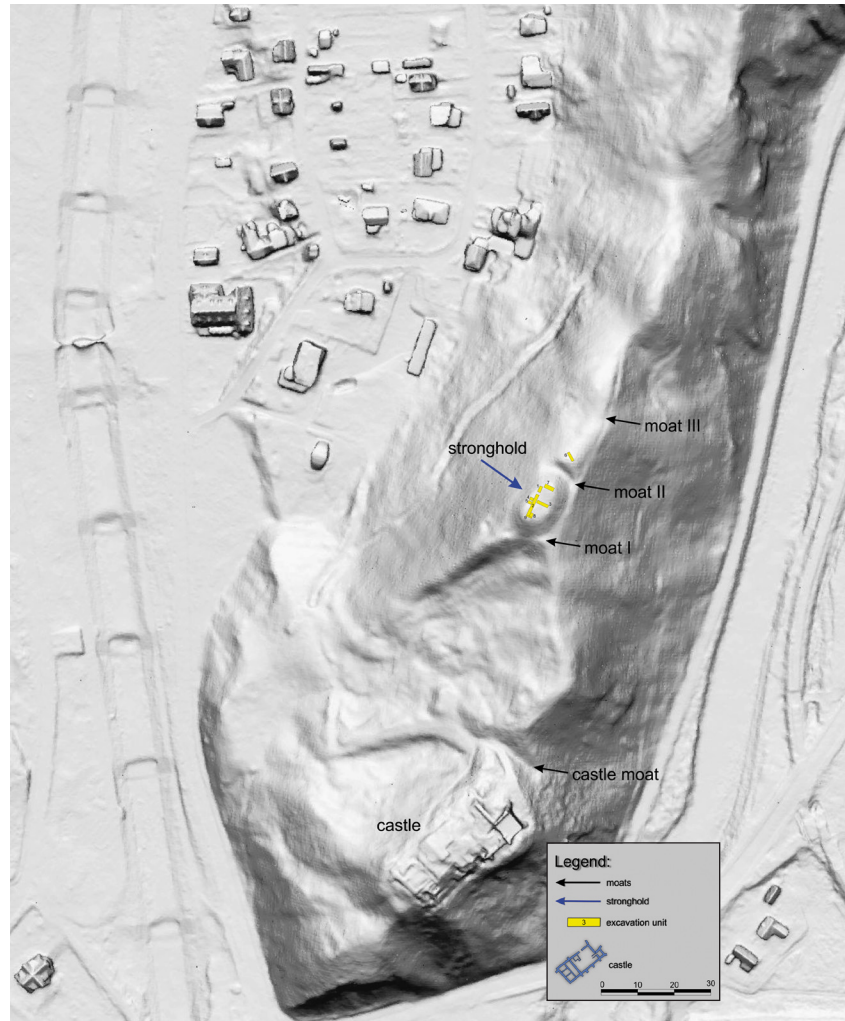 moat III
stronghold
moat II
moat I
castle moat
castle
Legend:
moats
stronghold
3 excavation unit
castle
0 10 20 30